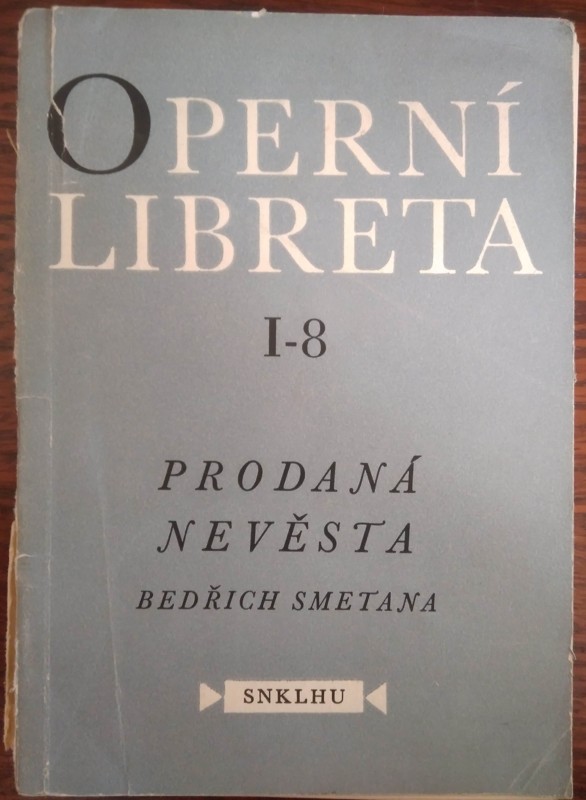 OPERNÍ
LIBRETA
I-8
PRODANÁ
NEVĚSTA
BEDŘICH SMETANA
SNKLHU